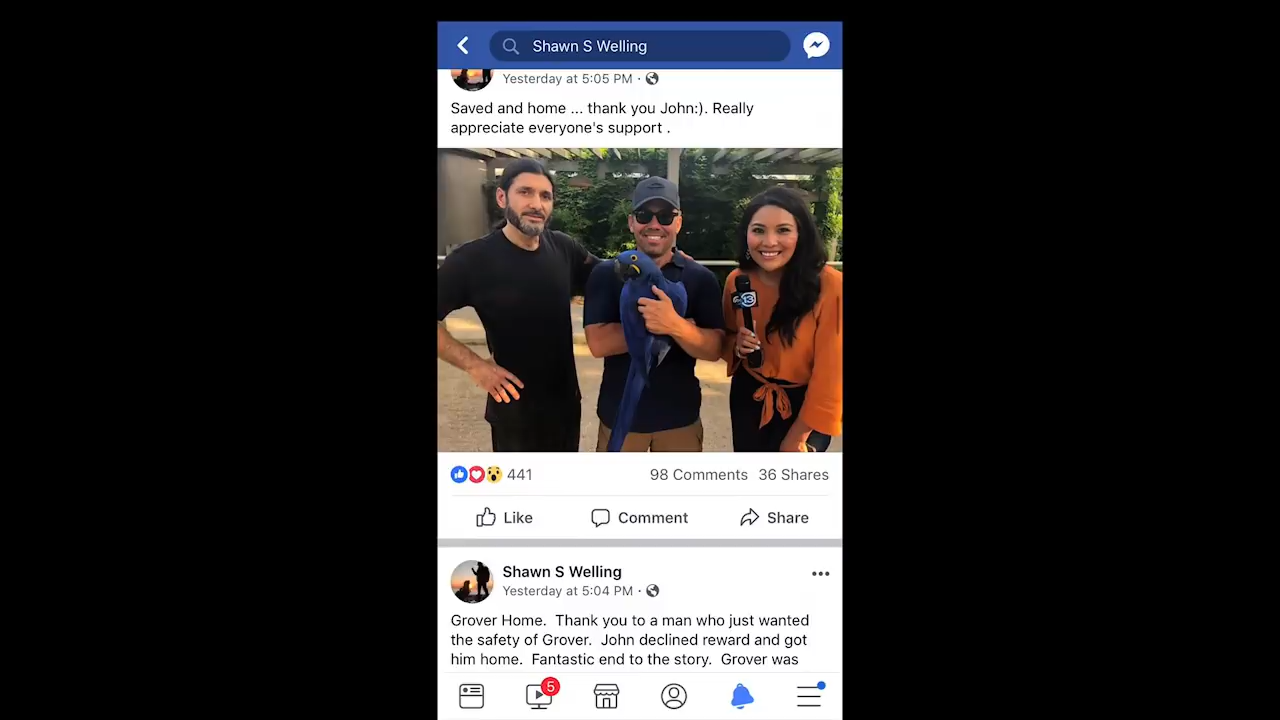 Shawn S Welling
Yesterday at 5:05 PM ·
Saved and home ... thank you John:). Really
appreciate everyone's support .
13
441
98 Comments 36 Shares
Like
Comment
Share
Shawn S Welling
Yesterday at 5:04 PM ·
Grover Home. Thank you to a man who just wanted
the safety of Grover. John declined reward and got
him home. Fantastic end to the story. Grover was
5